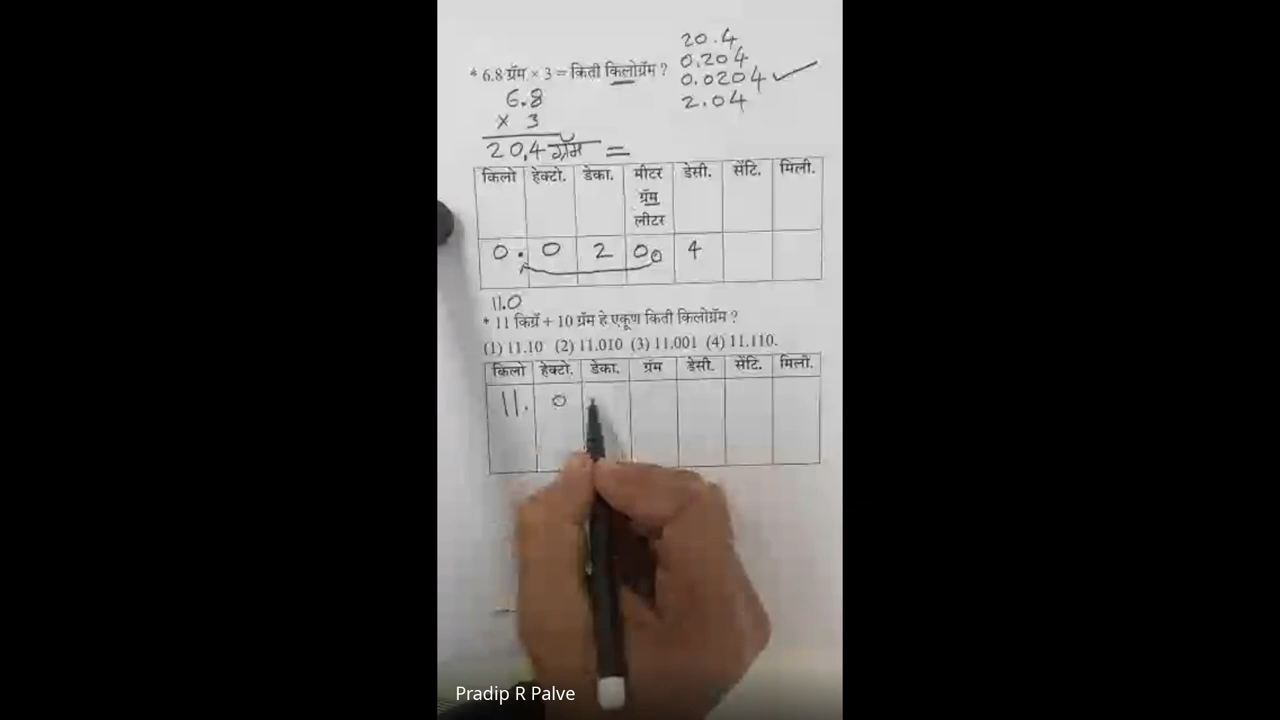 20.4
0.204
0.0204 ✓
2.04
* 6.8 ग्रॅम × 3 = किती किलोग्रॅम ?
6.8
× 3
20.4 ग्रॅम =
किलो हेक्टो. डेका. मीटर ग्रॅम लीटर डेसी. सेंटि. मिली.
0. 0 2 0 0 4
11.0
* 11 किग्रॅ + 10 ग्रॅम हे एकूण किती किलोग्रॅम ?
(1) 11.10 (2) 11.010 (3) 11.001 (4) 11.110.
किलो हेक्टो. डेका. ग्रॅम डेसी. सेंटि. मिली.
11. 0
Pradip R Palve